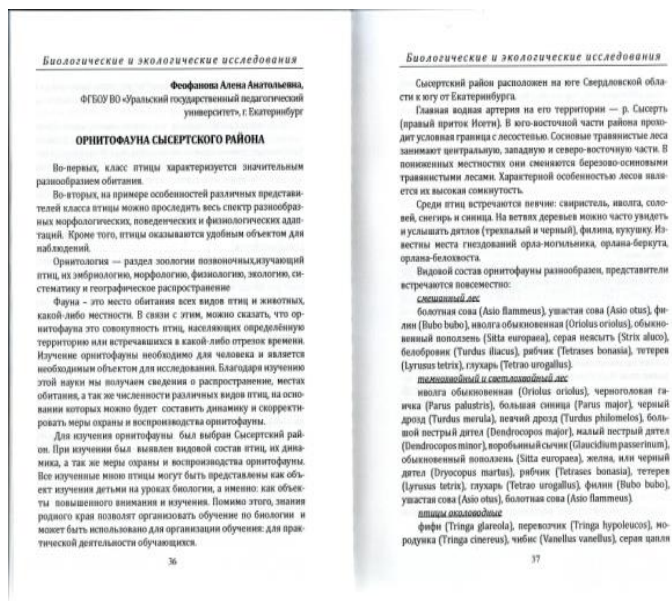 Биологические и экологические исследования
Феофанова Алена Анатольевна,
ФГБОУ ВО «Уральский государственный педагогический
университет», г. Екатеринбург
ОРНИТОФАУНА СЫСЕРТСКОГО РАЙОНА
Во-первых, класс птицы характеризуется значительным
разнообразием обитания.
Во-вторых, на примере особенностей различных представи-
телей класса птицы можно проследить весь спектр разнообраз-
ных морфологических, поведенческих и физиологических адап-
таций. Кроме того, птицы оказываются удобным объектом для
наблюдений.
Орнитология — раздел зоологии позвоночных,изучающий
птиц, их эмбриологию, морфологию, физиологию, экологию, си-
стематику и географическое распространение
Фауна – это место обитания всех видов птиц и животных,
какой-либо местности. В связи с этим, можно сказать, что ор-
нитофауна это совокупность птиц, населяющих определённую
территорию или встречавшихся в какой-либо отрезок времени.
Изучение орнитофауны необходимо для человека и является
необходимым объектом для исследования. Благодаря изучению
этой науки мы получаем сведения о распространение, местах
обитания, а так же численности различных видов птиц, на осно-
вании которых можно будет составить динамику и скорректи-
ровать меры охраны и воспроизводства орнитофауны.
Для изучения орнитофауны был выбран Сысертский рай-
он. При изучении был выявлен видовой состав птиц, их дина-
мика, а так же меры охраны и воспроизводства орнитофауны.
Все изученные мною птицы могут быть представлены как объ-
ект изучения детьми на уроках биологии, а именно: как объек-
ты повышенного внимания и изучения. Помимо этого, знания
родного края позволят организовать обучение по биологии и
может быть использовано для организации обучения: для прак-
тической деятельности обучающихся.
36
Биологические и экологические исследования
Сысертский район расположен на юге Свердловской обла-
сти к югу от Екатеринбурга.
Главная водная артерия на его территории — р. Сысерть
(правый приток Исети). В юго-восточной части района прохо-
дит условная граница с лесостепью. Сосновые травянистые леса
занимают центральную, западную и северо-восточную части. В
пониженных местностях они сменяются березово-осиновыми
травянистыми лесами. Характерной особенностью лесов явля-
ется их высокая сомкнутость.
Среди птиц встречаются певчие: свиристель, иволга, соло-
вей, снегирь и синица. На ветвях деревьев можно часто увидеть
и услышать дятлов (трехпалый и черный), филина, кукушку. Из-
вестны места гнездований орла-могильника, орлана-беркута,
орлана-белохвоста.
Видовой состав орнитофауны разнообразен, представители
встречаются повсеместно:
смешанный лес
болотная сова (Asio flammeus), ушастая сова (Asio otus), фи-
лин (Bubo bubo), иволга обыкновенная (Oriolus oriolus), обыкно-
венный поползень (Sitta europaea), серая неясыть (Strix aluco),
белобровик (Turdus iliacus), рябчик (Tetrases bonasia), тетерев
(Lyrusus tetrix), глухарь (Tetrao urogallus).
темнохвойный и светлохвойный лес
иволга обыкновенная (Oriolus oriolus), черноголовая га-
ичка (Parus palustris), большая синица (Parus major), черный
дрозд (Turdus merula), певчий дрозд (Turdus philomelos), боль-
шой пестрый дятел (Dendrocopos major), малый пестрый дятел
(Dendrocopos minor), воробьиный сычик (Glaucidium passerinum),
обыкновенный поползень (Sitta europaea), желна, или черный
дятел (Dryocopus martus), рябчик (Tetrases bonasia), тетерев
(Lyrusus tetrix), глухарь (Tetrao urogallus), филин (Bubo bubo),
ушастая сова (Asio otus), болотная сова (Asio flammeus)
птицы околоводные
фифи (Tringa glareola), перевозчик (Tringa hypoleucos), мо-
родунка (Tringa cinereus), чибис (Vanellus vanellus), серая цапля
37